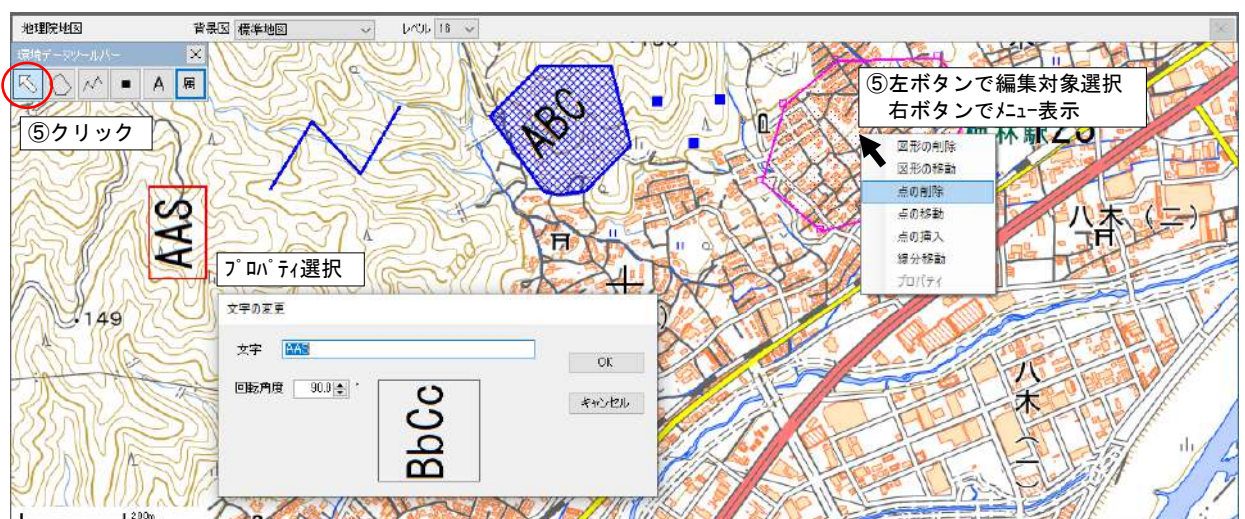 地理院地図 背景図 標準地図 レベル 16
環境データツールバー
A 属
⑤クリック
AAS
ABC
⑤左ボタンで編集対象選択
右ボタンでﾒﾆｭｰ表示
図形の削除
図形の移動
点の削除
点の移動
点の挿入
線分移動
プロパティ
八木(二)
ﾌﾟﾛﾊﾟﾃｨ選択
100
149
文字の変更
文字 AAS
OK
回転角度 90.0 °
キャンセル
BbCc
八木(一)
200m